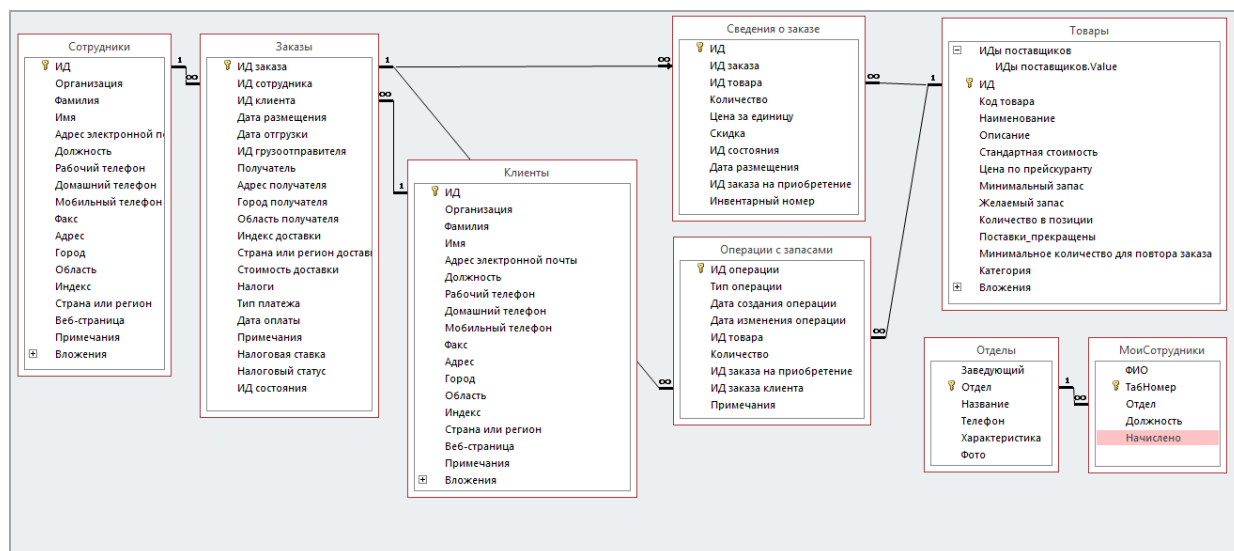 Сотрудники
ИД
Организация
Фамилия
Имя
Адрес электронной по
Должность
Рабочий телефон
Домашний телефон
Мобильный телефон
Факс
Адрес
Город
Область
Индекс
Страна или регион
Веб-страница
Примечания
Вложения
1
∞
Заказы
ИД заказа
ИД сотрудника
ИД клиента
Дата размещения
Дата отгрузки
ИД грузоотправителя
Получатель
Адрес получателя
Город получателя
Область получателя
Индекс доставки
Страна или регион достав
Стоимость доставки
Налоги
Тип платежа
Дата оплаты
Примечания
Налоговая ставка
Налоговый статус
ИД состояния
1
∞
∞
1
Клиенты
ИД
Организация
Фамилия
Имя
Адрес электронной почты
Должность
Рабочий телефон
Домашний телефон
Мобильный телефон
Факс
Адрес
Город
Область
Индекс
Страна или регион
Веб-страница
Примечания
Вложения
Сведения о заказе
ИД
ИД заказа
ИД товара
Количество
Цена за единицу
Скидка
ИД состояния
Дата размещения
ИД заказа на приобретение
Инвентарный номер
∞
1
Операции с запасами
ИД операции
Тип операции
Дата создания операции
Дата изменения операции
ИД товара
Количество
ИД заказа на приобретение
ИД заказа клиента
Примечания
∞
∞
Товары
ИДы поставщиков
ИДы поставщиков.Value
ИД
Код товара
Наименование
Описание
Стандартная стоимость
Цена по прейскуранту
Минимальный запас
Желаемый запас
Количество в позиции
Поставки_прекращены
Минимальное количество для повтора заказа
Категория
Вложения
Отделы
Заведующий
Отдел
Название
Телефон
Характеристика
Фото
1
∞
МоиСотрудники
ФИО
ТабНомер
Отдел
Должность
Начислено